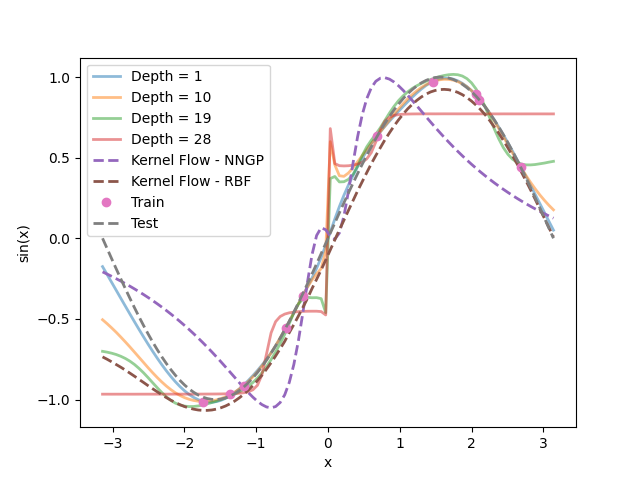 1.0
0.5
0.0
−0.5
−1.0
sin(x)
Depth = 1
Depth = 10
Depth = 19
Depth = 28
Kernel Flow - NNGP
Kernel Flow - RBF
Train
Test
−3 −2 −1 0 1 2 3
x